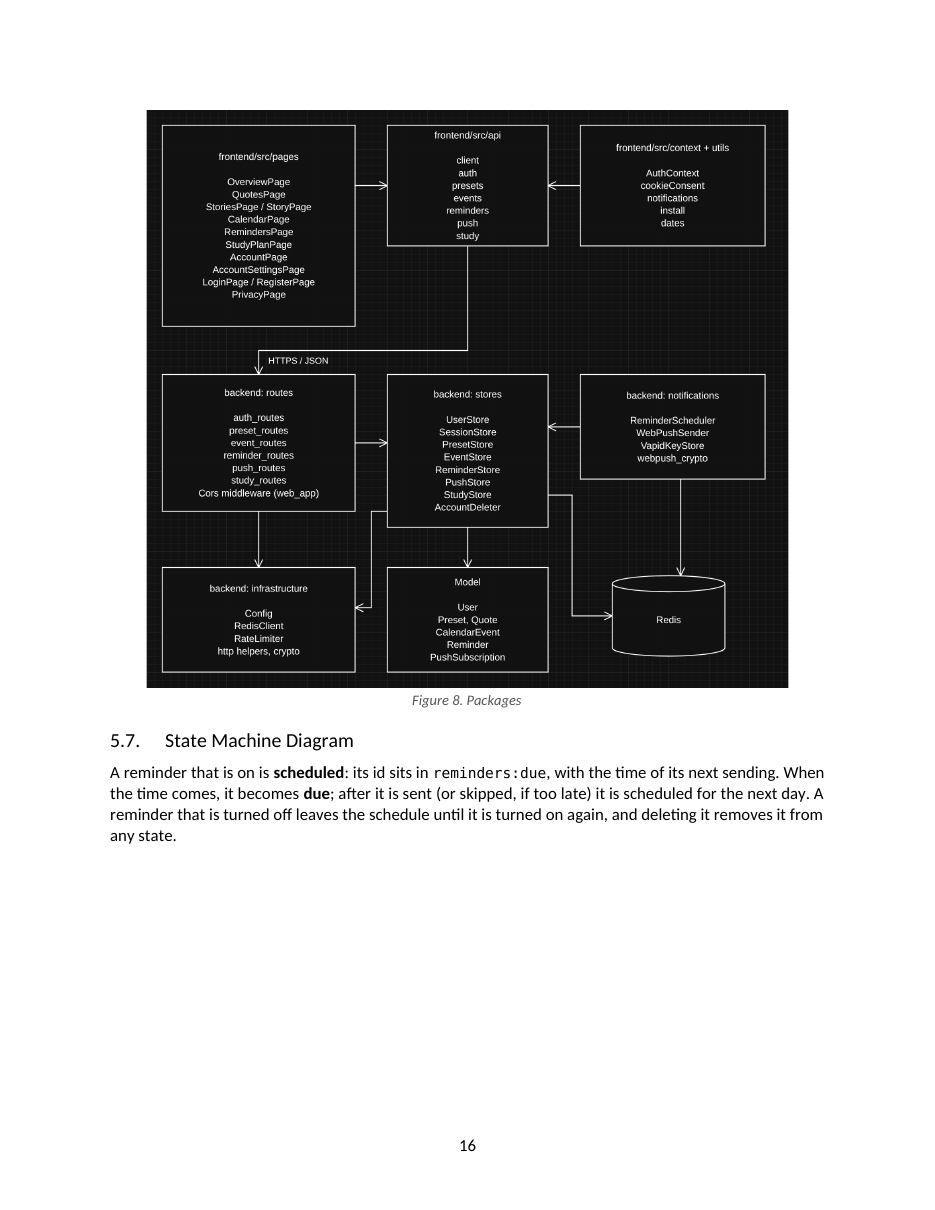 frontend/src/pages
OverviewPage
QuotesPage
StoriesPage / StoryPage
CalendarPage
RemindersPage
StudyPlanPage
AccountPage
AccountSettingsPage
LoginPage / RegisterPage
PrivacyPage
frontend/src/api
client
auth
presets
events
reminders
push
study
frontend/src/context + utils
AuthContext
cookieConsent
notifications
install
dates
HTTPS / JSON
backend: routes
auth_routes
preset_routes
event_routes
reminder_routes
push_routes
study_routes
Cors middleware (web_app)
backend: stores
UserStore
SessionStore
PresetStore
EventStore
ReminderStore
PushStore
StudyStore
AccountDeleter
backend: notifications
ReminderScheduler
WebPushSender
VapidKeyStore
webpush_crypto
backend: infrastructure
Config
RedisClient
RateLimiter
http helpers, crypto
Model
User
Preset, Quote
CalendarEvent
Reminder
PushSubscription
Redis
Figure 8. Packages
5.7. State Machine Diagram
A reminder that is on is scheduled: its id sits in reminders:due, with the time of its next sending. When
the time comes, it becomes due; after it is sent (or skipped, if too late) it is scheduled for the next day. A
reminder that is turned off leaves the schedule until it is turned on again, and deleting it removes it from
any state.
16